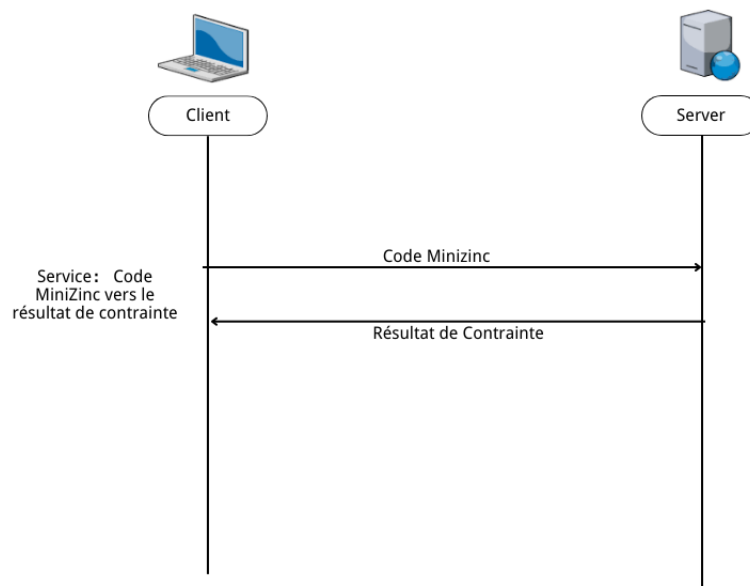 Client
Server
Code Minizinc
Service: Code
MiniZinc vers le
résultat de contrainte
Résultat de Contrainte